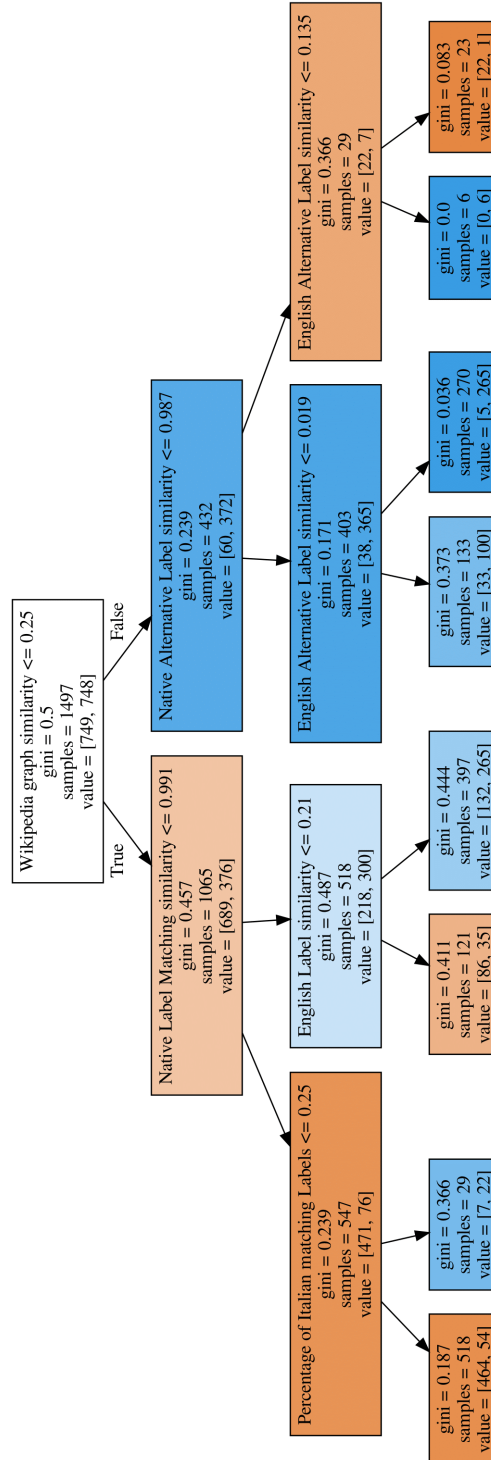 Wikipedia graph similarity <= 0.25
gini = 0.5
samples = 1497
value = [749, 748]
True
False
Native Label Matching similarity <= 0.991
gini = 0.457
samples = 1065
value = [689, 376]
Native Alternative Label similarity <= 0.987
gini = 0.239
samples = 432
value = [60, 372]
Percentage of Italian matching Labels <= 0.25
gini = 0.239
samples = 547
value = [471, 76]
English Label similarity <= 0.21
gini = 0.487
samples = 518
value = [218, 300]
English Alternative Label similarity <= 0.019
gini = 0.171
samples = 403
value = [38, 365]
English Alternative Label similarity <= 0.135
gini = 0.366
samples = 29
value = [22, 7]
gini = 0.187
samples = 518
value = [464, 54]
gini = 0.366
samples = 29
value = [7, 22]
gini = 0.411
samples = 121
value = [86, 35]
gini = 0.444
samples = 397
value = [132, 265]
gini = 0.373
samples = 133
value = [33, 100]
gini = 0.036
samples = 270
value = [5, 265]
gini = 0.0
samples = 6
value = [0, 6]
gini = 0.083
samples = 23
value = [22, 1]